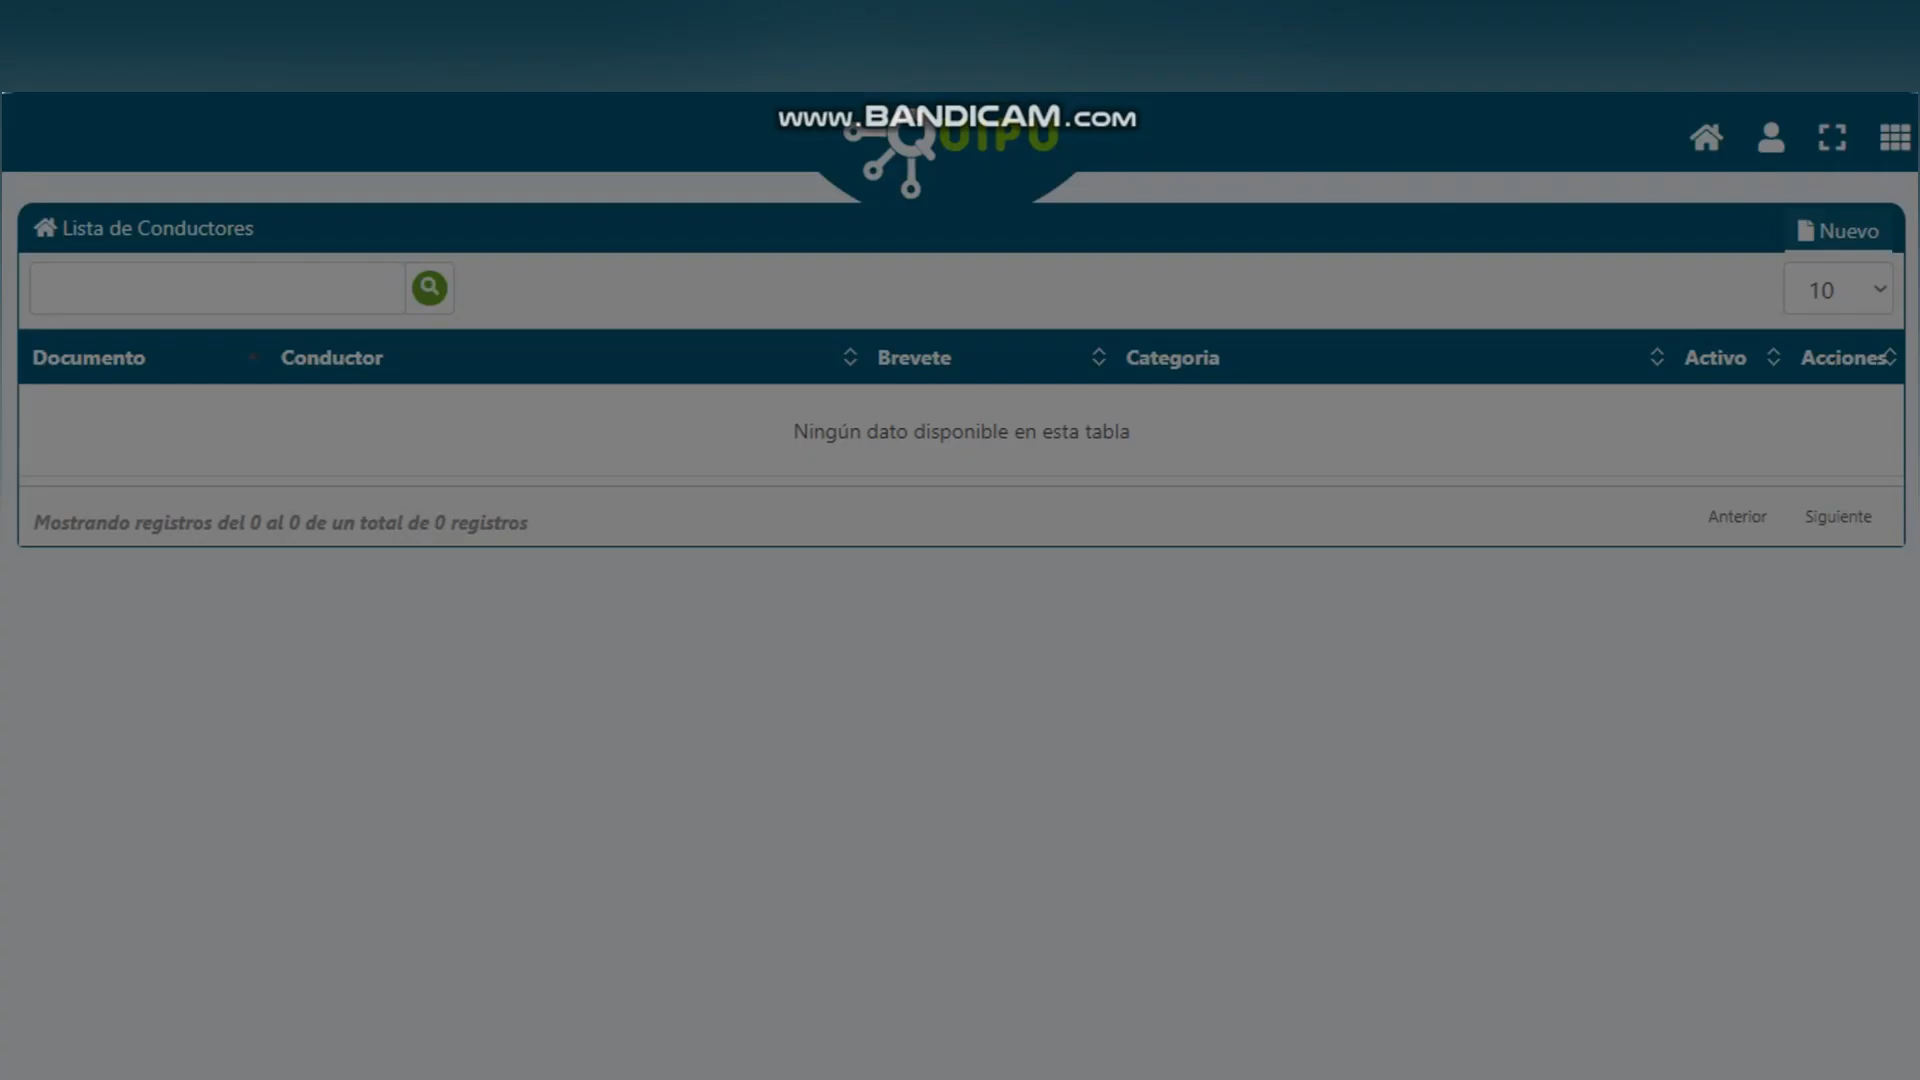 www.BANDICAM.com
QUIPU
Lista de Conductores
Nuevo
10
Documento Conductor Brevete Categoria Activo Acciones
Ningún dato disponible en esta tabla
Mostrando registros del 0 al 0 de un total de 0 registros
Anterior Siguiente